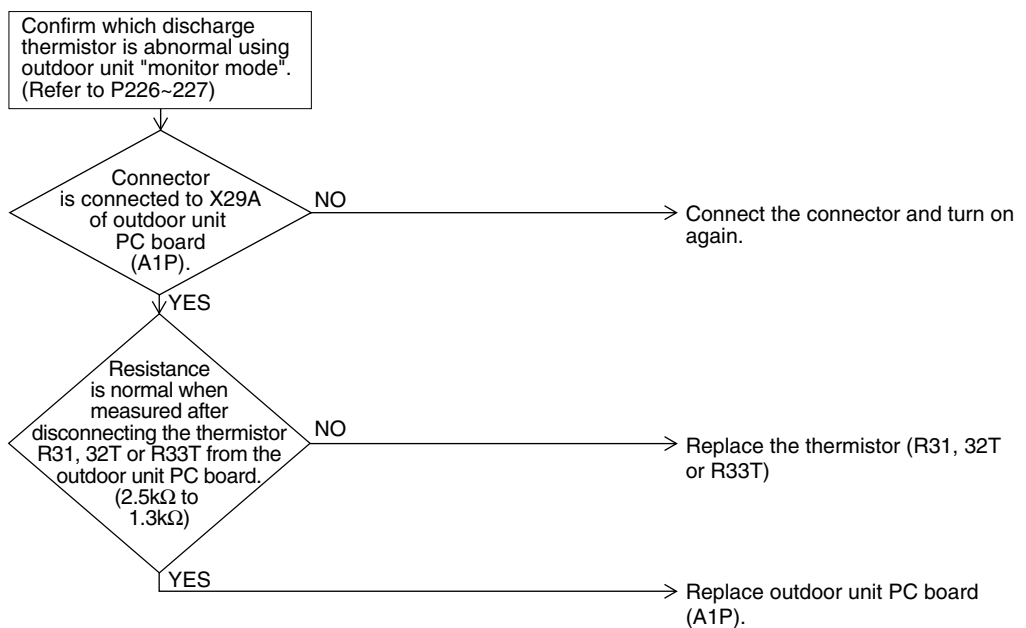 Confirm which discharge
thermistor is abnormal using
outdoor unit "monitor mode".
(Refer to P226~227)
Connector
is connected to X29A
of outdoor unit
PC board
(A1P).
NO
Connect the connector and turn on
again.
YES
Resistance
is normal when
measured after
disconnecting the thermistor
R31, 32T or R33T from the
outdoor unit PC board.
(2.5kΩ to
1.3kΩ)
NO
Replace the thermistor (R31, 32T
or R33T)
YES
Replace outdoor unit PC board
(A1P).